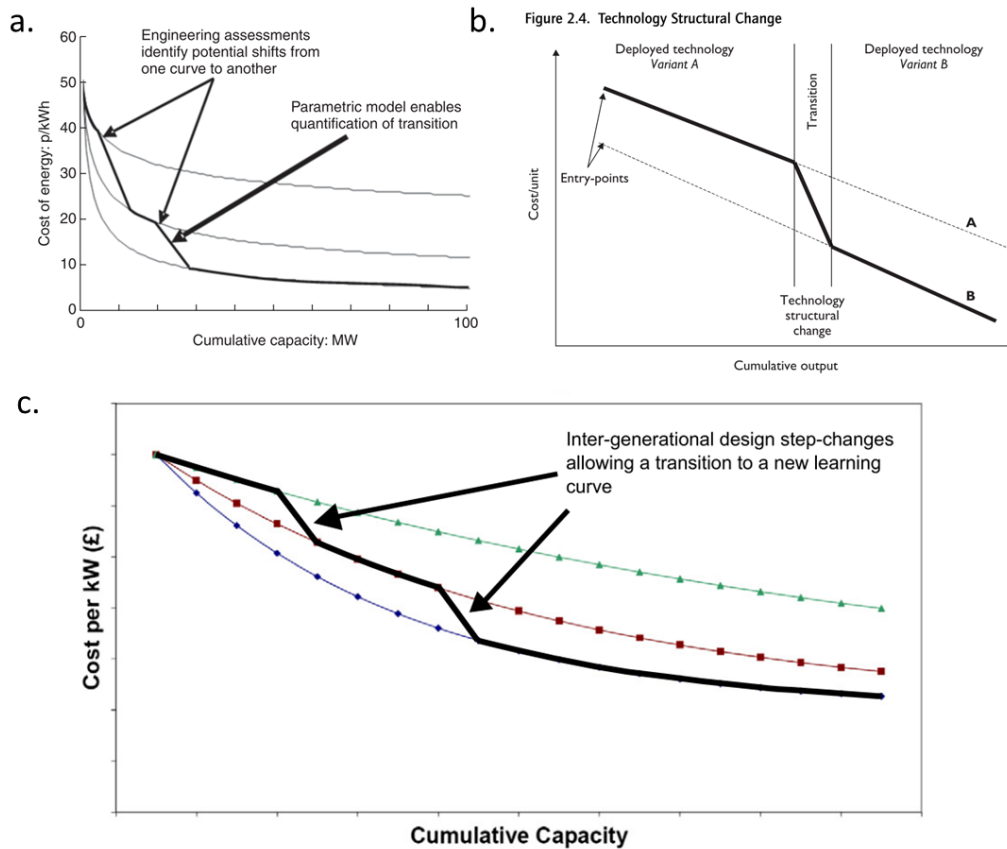 a.
60
50
40
30
20
10
0
Cost of energy: p/kWh
Engineering assessments
identify potential shifts from
one curve to another
Parametric model enables
quantification of transition
0
100
Cumulative capacity: MW
b.
Figure 2.4. Technology Structural Change
Deployed technology
Variant A
Transition
Deployed technology
Variant B
Entry-points
Cost/unit
A
B
Technology
structural
change
Cumulative output
c.
Inter-generational design step-changes
allowing a transition to a new learning
curve
Cost per kW (£)
Cumulative Capacity